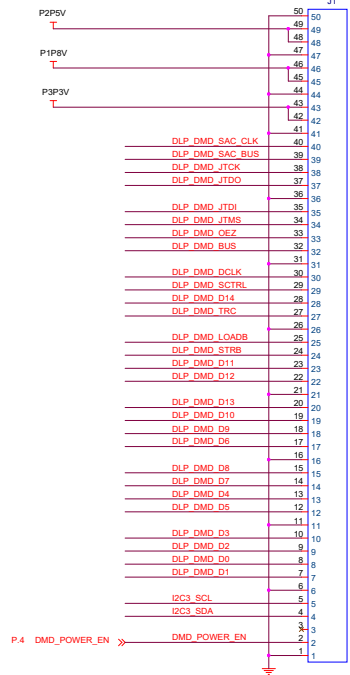 J1
P2P5V
50 50
49 49
48 48
47 47
P1P8V
46 46
45 45
44 44
P3P3V
43 43
42 42
41 41
DLP_DMD_SAC_CLK 40 40
DLP_DMD_SAC_BUS 39 39
DLP_DMD_JTCK 38 38
DLP_DMD_JTDO 37 37
36 36
DLP_DMD_JTDI 35 35
DLP_DMD_JTMS 34 34
DLP_DMD_OEZ 33 33
DLP_DMD_BUS 32 32
31 31
DLP_DMD_DCLK 30 30
DLP_DMD_SCTRL 29 29
DLP_DMD_D14 28 28
DLP_DMD_TRC 27 27
26 26
DLP_DMD_LOADB 25 25
DLP_DMD_STRB 24 24
DLP_DMD_D11 23 23
DLP_DMD_D12 22 22
21 21
DLP_DMD_D13 20 20
DLP_DMD_D10 19 19
DLP_DMD_D9 18 18
DLP_DMD_D6 17 17
16 16
DLP_DMD_D8 15 15
DLP_DMD_D7 14 14
DLP_DMD_D4 13 13
DLP_DMD_D5 12 12
11 11
DLP_DMD_D3 10 10
DLP_DMD_D2 9 9
DLP_DMD_D0 8 8
DLP_DMD_D1 7 7
6 6
I2C3_SCL 5 5
I2C3_SDA 4 4
3 3
P.4 DMD_POWER_EN DMD_POWER_EN 2 2
1 1